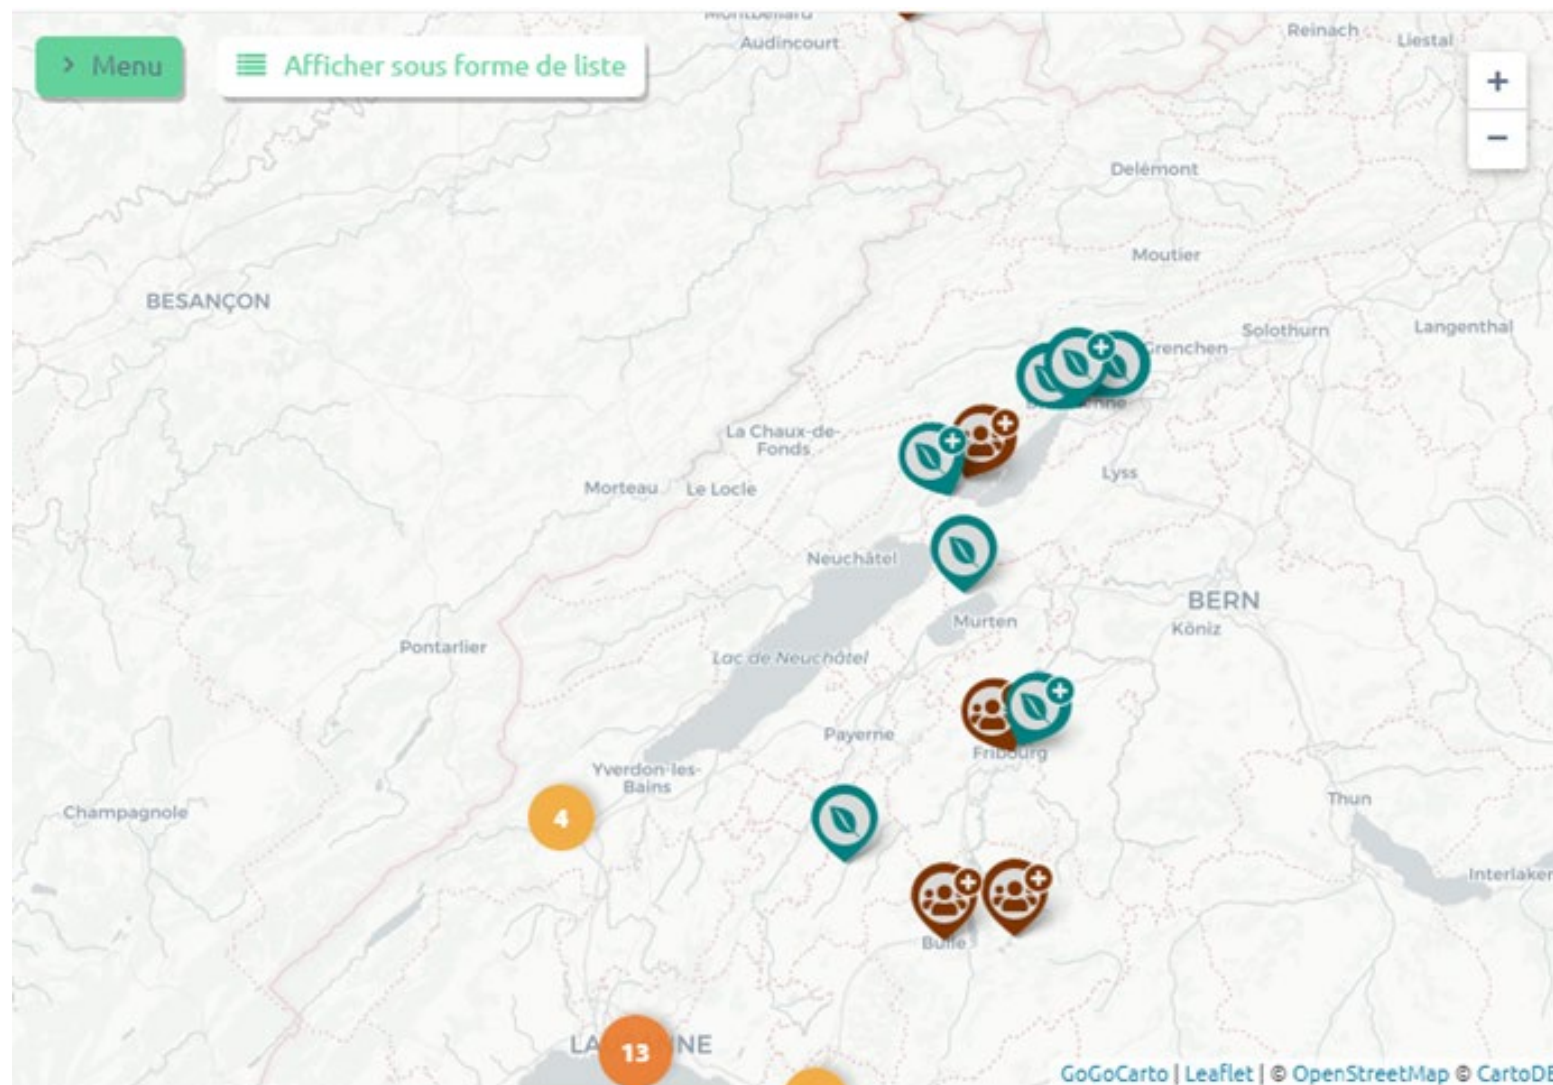 Montbéliard
Audincourt
Reinach
Liestal
> Menu
Afficher sous forme de liste
+
−
Delémont
Moutier
BESANÇON
Solothurn
Langenthal
Grenchen
La Chaux-de-
Fonds
Lyss
Morteau
Le Locle
Neuchâtel
BERN
Murten
Köniz
Pontarlier
Lac de Neuchâtel
Payerne
Fribourg
Yverdon-les-
Bains
Thun
Champagnole
4
Interlaken
Bulle
13
GoGoCarto | Leaflet | © OpenStreetMap © CartoDB